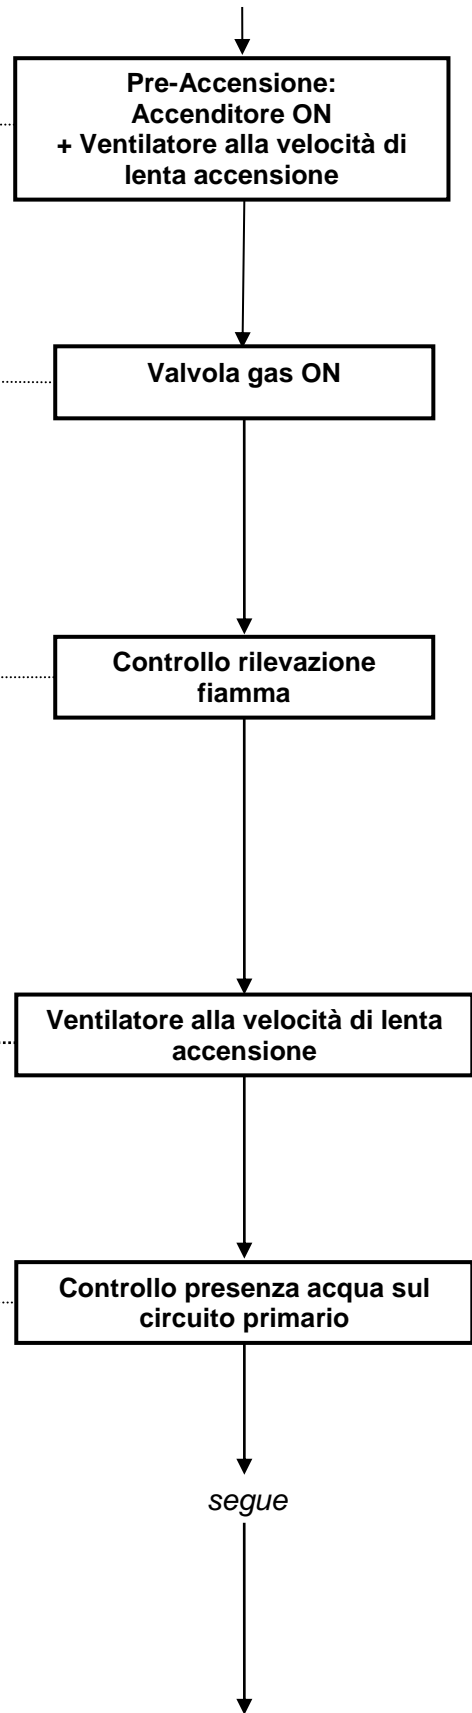 Pre-Accensione:
Accenditore ON
+ Ventilatore alla velocità di
lenta accensione
Valvola gas ON
Controllo rilevazione
fiamma
Ventilatore alla velocità di lenta
accensione
Controllo presenza acqua sul
circuito primario
segue